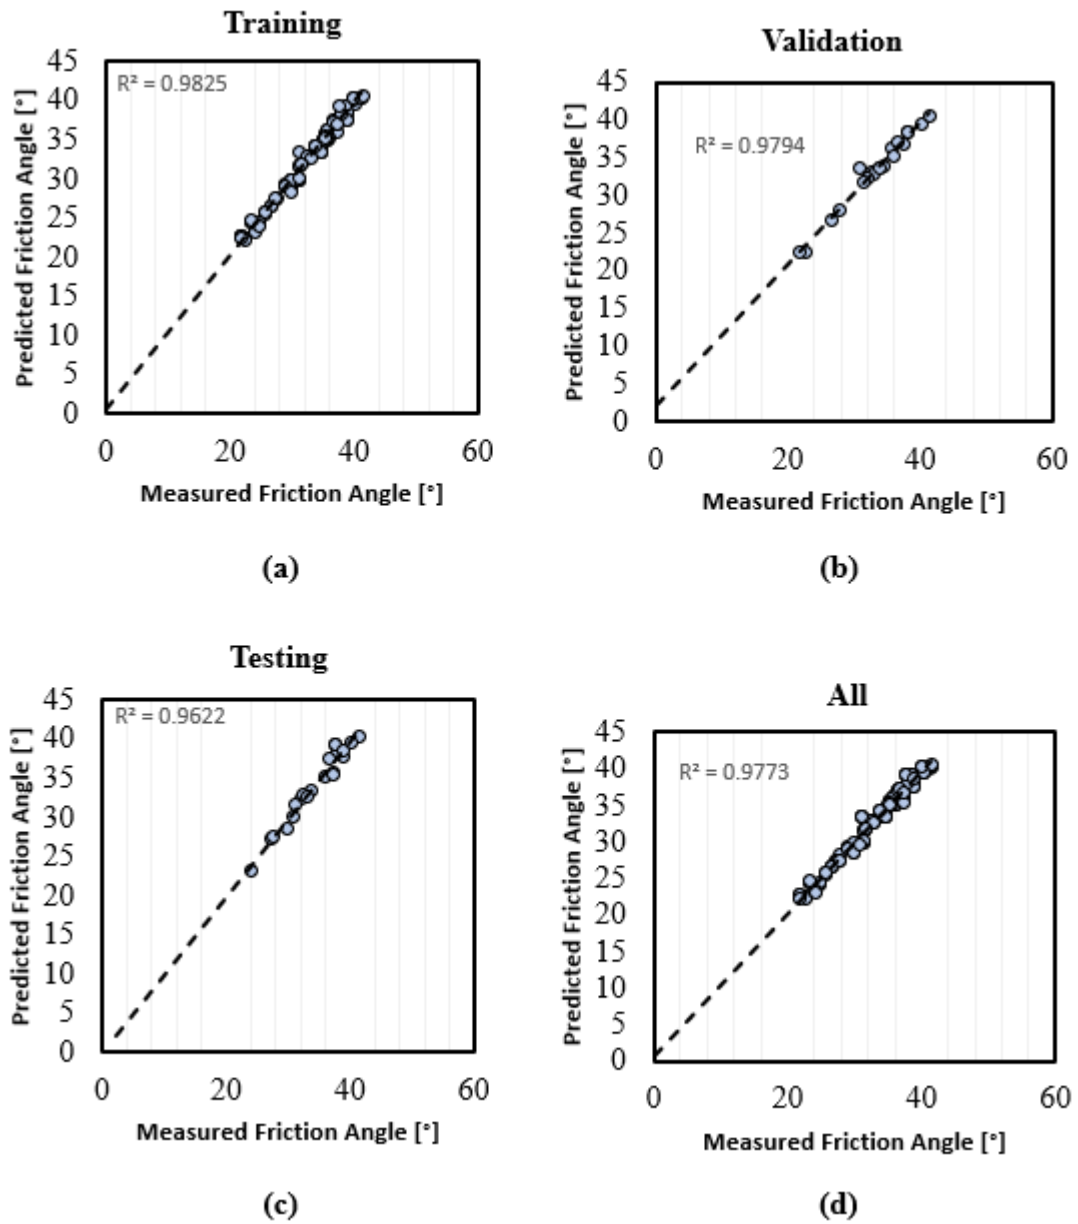 Training
R² = 0.9825
Predicted Friction Angle [°]
45
40
35
30
25
20
15
10
5
0
0 20 40 60
Measured Friction Angle [°]
(a)
Validation
R² = 0.9794
Predicted Friction Angle [°]
45
40
35
30
25
20
15
10
5
0
0 20 40 60
Measured Friction Angle [°]
(b)
Testing
R² = 0.9622
Predicted Friction Angle [°]
45
40
35
30
25
20
15
10
5
0
0 20 40 60
Measured Friction Angle [°]
(c)
All
R² = 0.9773
Predicted Friction Angle [°]
45
40
35
30
25
20
15
10
5
0
0 20 40 60
Measured Friction Angle [°]
(d)